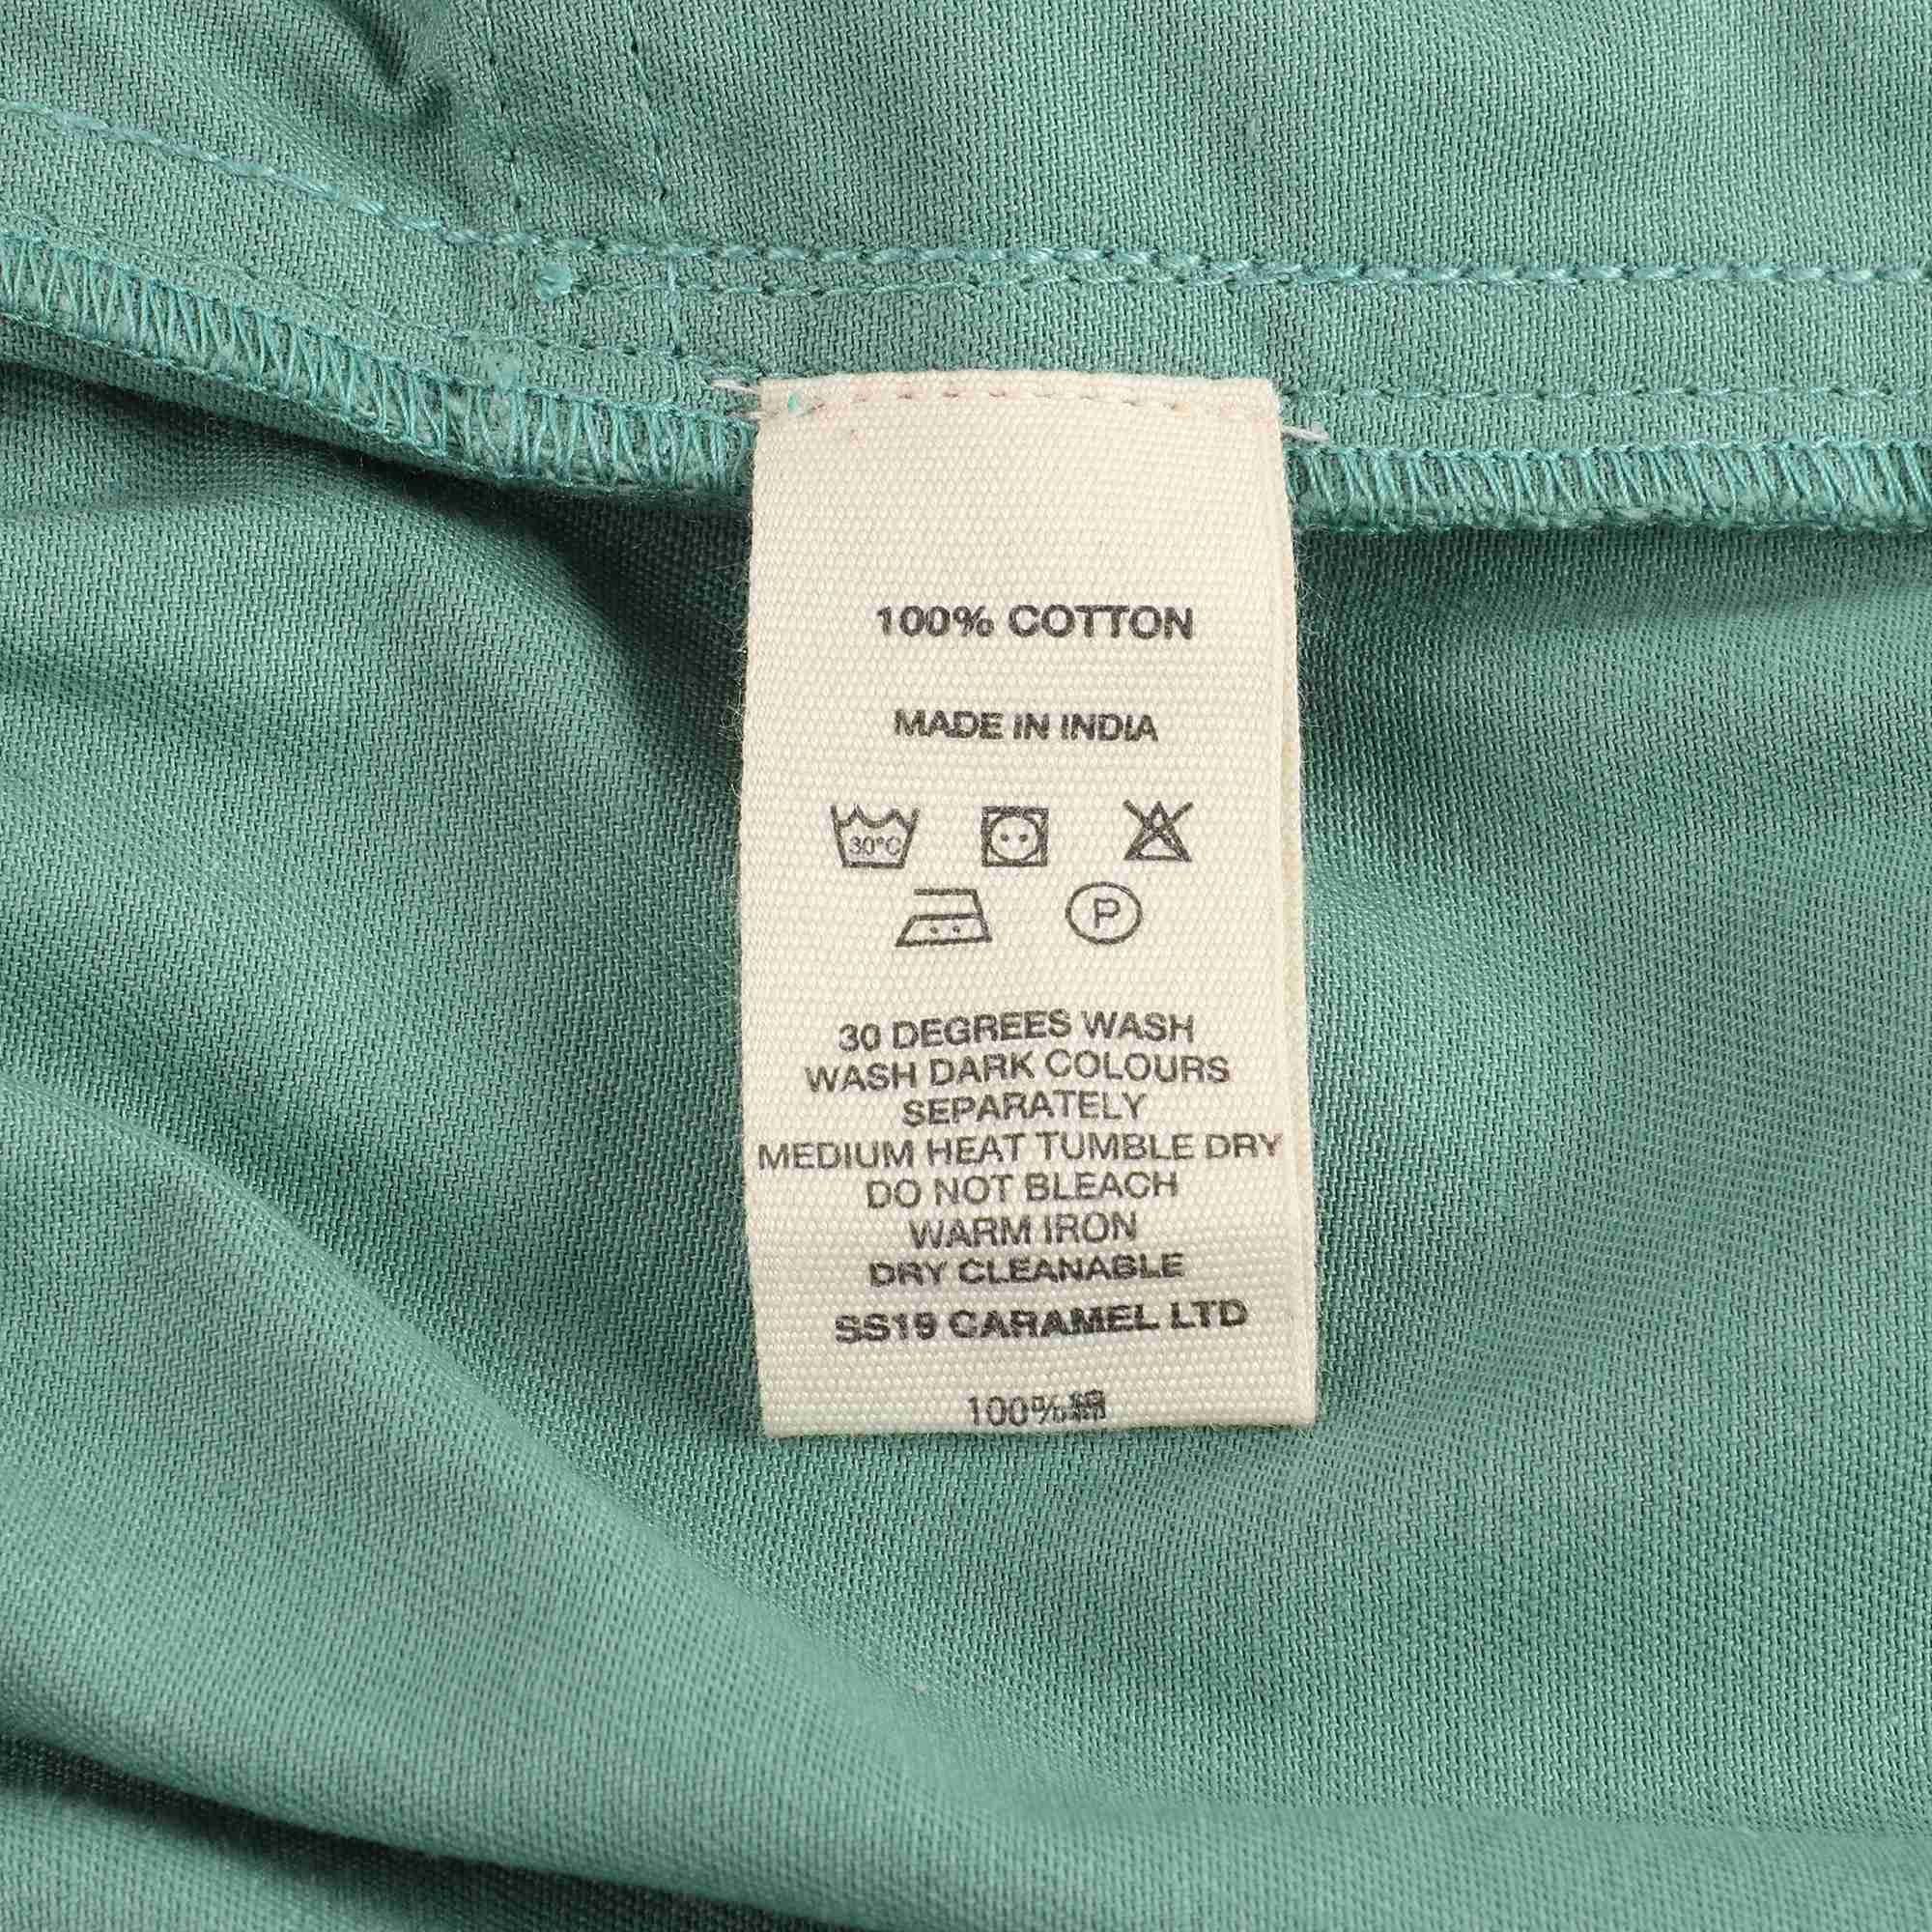 100% COTTON
MADE IN INDIA
30°C
P
30 DEGREES WASH
WASH DARK COLOURS
SEPARATELY
MEDIUM HEAT TUMBLE DRY
DO NOT BLEACH
WARM IRON
DRY CLEANABLE
SS19 CARAMEL LTD
100%綿